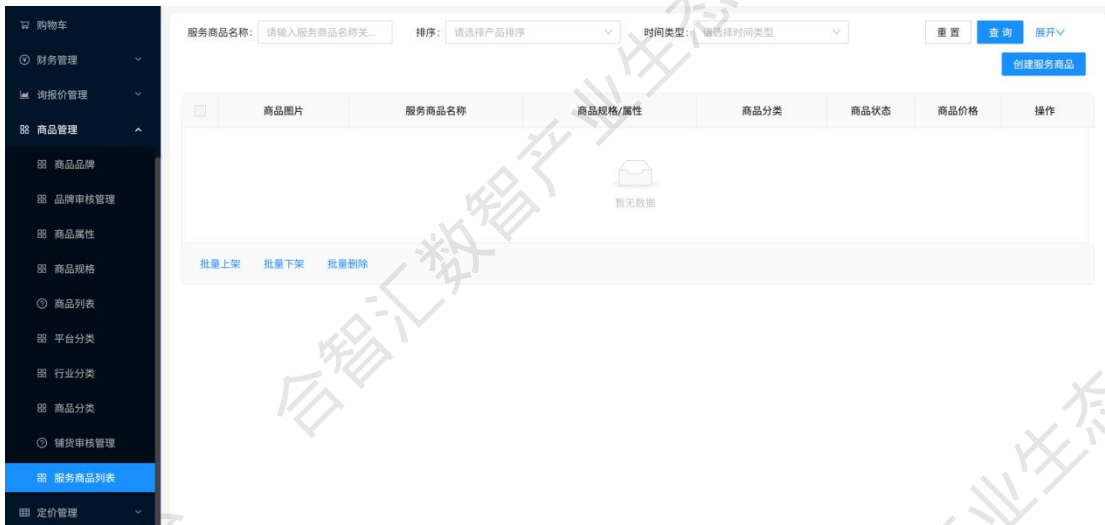 购物车
财务管理
询报价管理
商品管理
商品品牌
品牌审核管理
商品属性
商品规格
商品列表
平台分类
行业分类
商品分类
铺货审核管理
服务商品列表
定价管理
服务商品名称: 请输入服务商品名称关... 排序: 请选择产品排序 时间类型: 请选择时间类型 重置 查询 展开
创建服务商品
商品图片 服务商品名称 商品规格/属性 商品分类 商品状态 商品价格 操作
暂无数据
批量上架 批量下架 批量删除
合智汇数智产业生态
产业生态